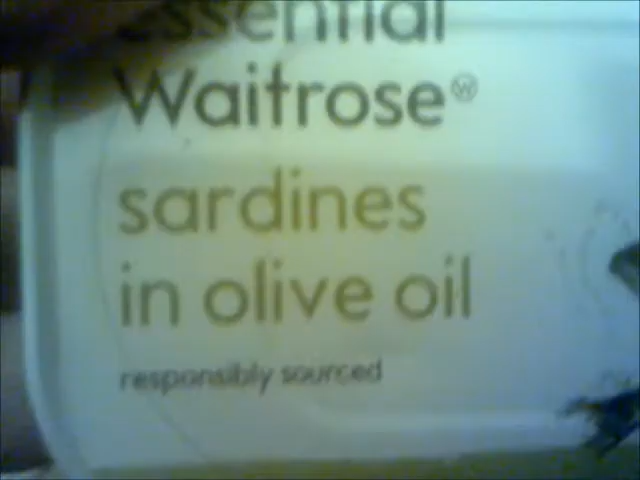 essential
Waitrose
sardines
in olive oil
responsibly sourced